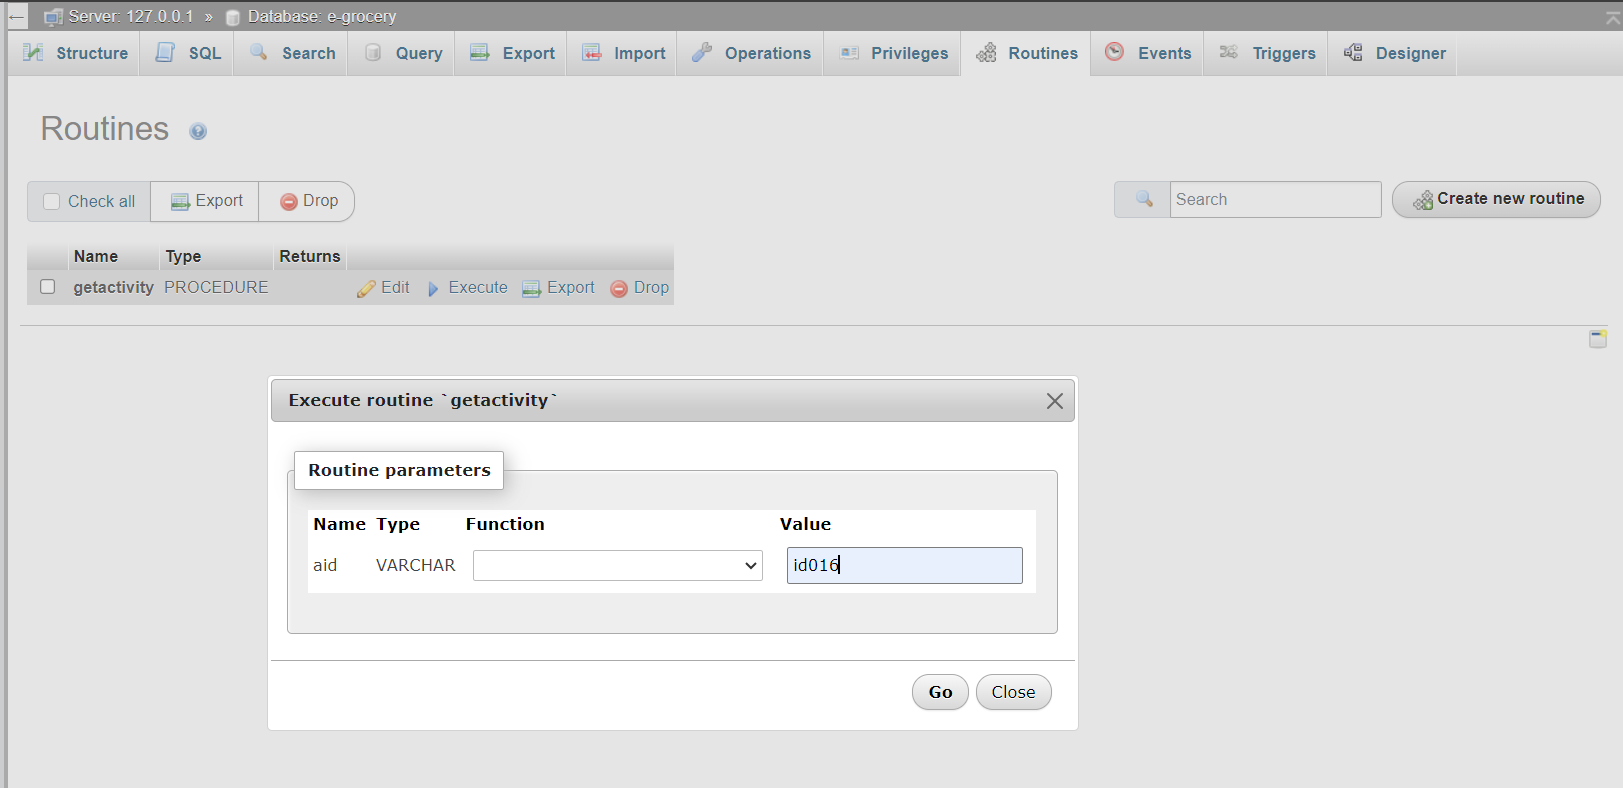 Server: 127.0.0.1 » Database: e-grocery
Structure SQL Search Query Export Import Operations Privileges Routines Events Triggers Designer
Routines
Check all Export Drop Search Create new routine
Name Type Returns
getactivity PROCEDURE Edit Execute Export Drop
Execute routine `getactivity`
Routine parameters
Name Type Function Value
aid VARCHAR id016
Go Close